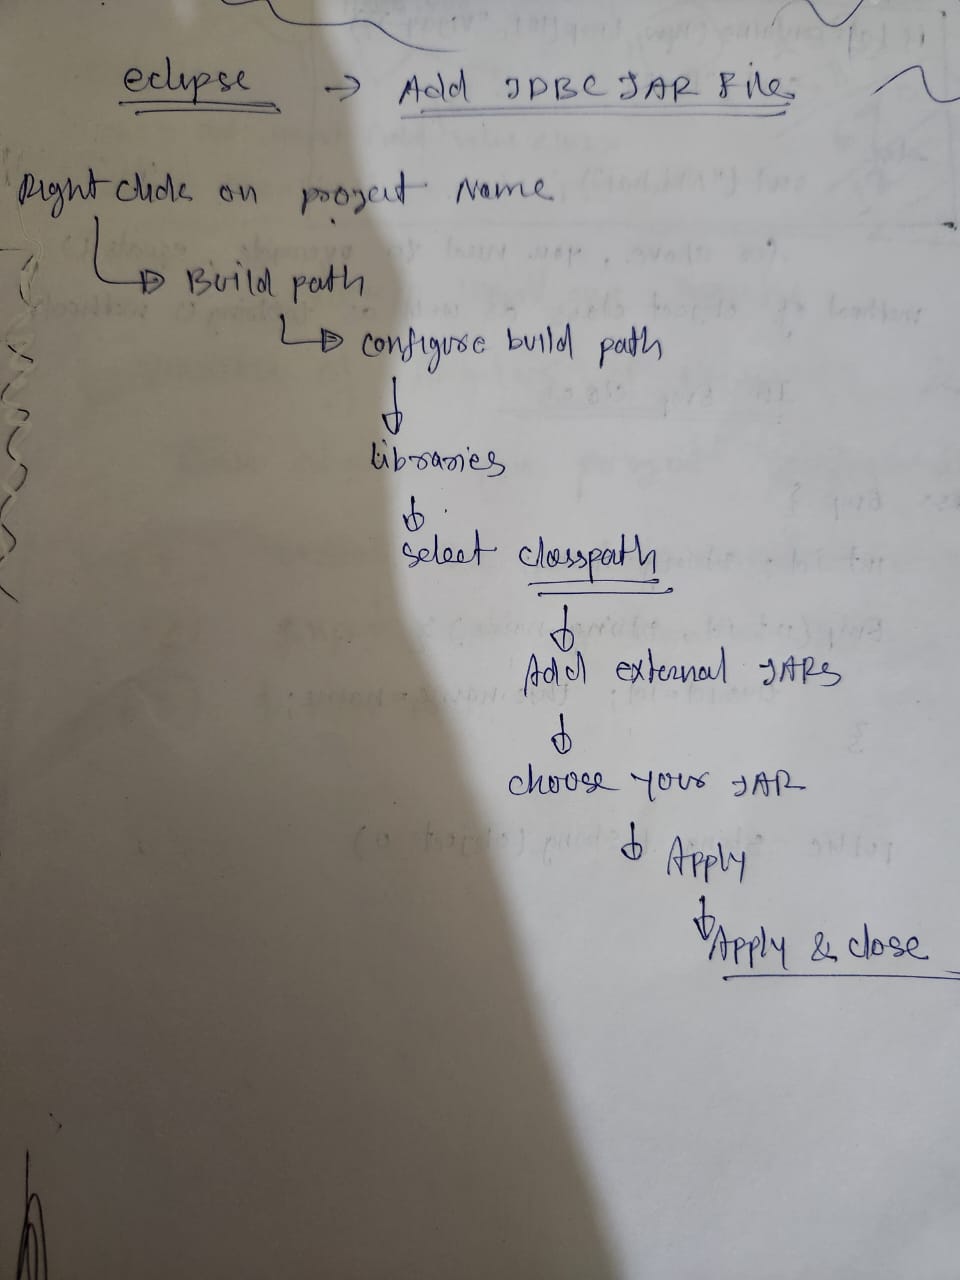 eclipse → Add JDBC JAR File
Right click on project Name
Build path
configure build path
libraries
select classpath
Add external JARs
choose your JAR
Apply
Apply & close